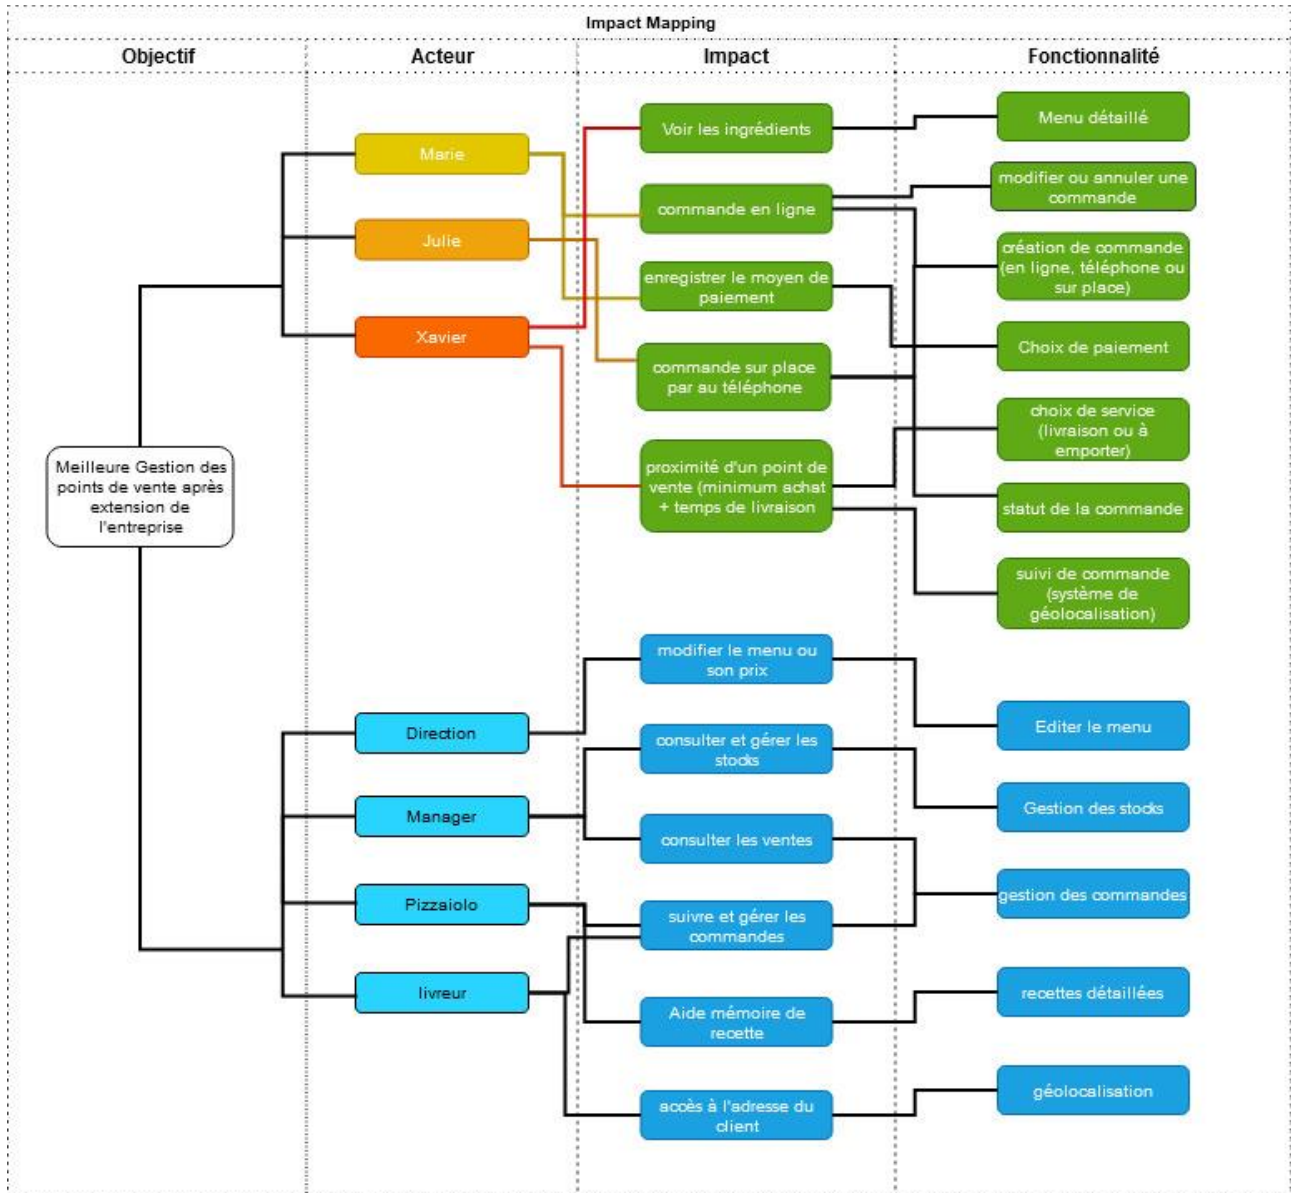 Impact Mapping
Objectif
Acteur
Impact
Fonctionnalité
Meilleure Gestion des
points de vente après
extension de
l'entreprise
Marie
Julie
Xavier
Direction
Manager
Pizzaiolo
livreur
Voir les ingrédients
commande en ligne
enregistrer le moyen de
paiement
commande sur place
par au téléphone
proximité d'un point de
vente (minimum achat
+ temps de livraison
modifier le menu ou
son prix
consulter et gérer les
stocks
consulter les ventes
suivre et gérer les
commandes
Aide mémoire de
recette
accès à l'adresse du
client
Menu détaillé
modifier ou annuler une
commande
création de commande
(en ligne, téléphone ou
sur place)
Choix de paiement
choix de service
(livraison ou à
emporter)
statut de la commande
suivi de commande
(système de
géolocalisation)
Editer le menu
Gestion des stocks
gestion des commandes
recettes détaillées
géolocalisation